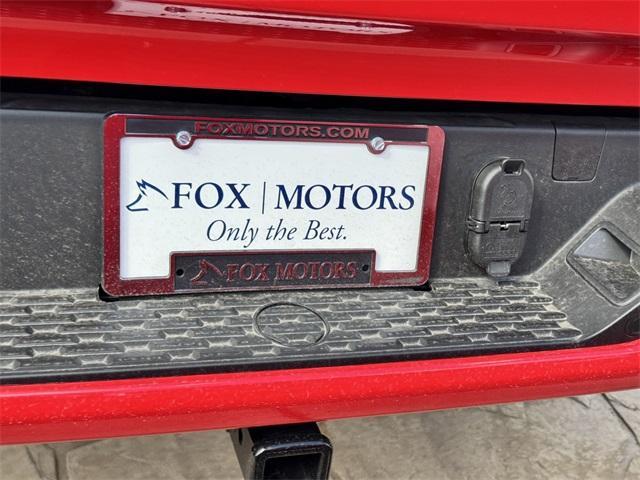 FOXMOTORS.COM
FOX | MOTORS
Only the Best.
FOX MOTORS